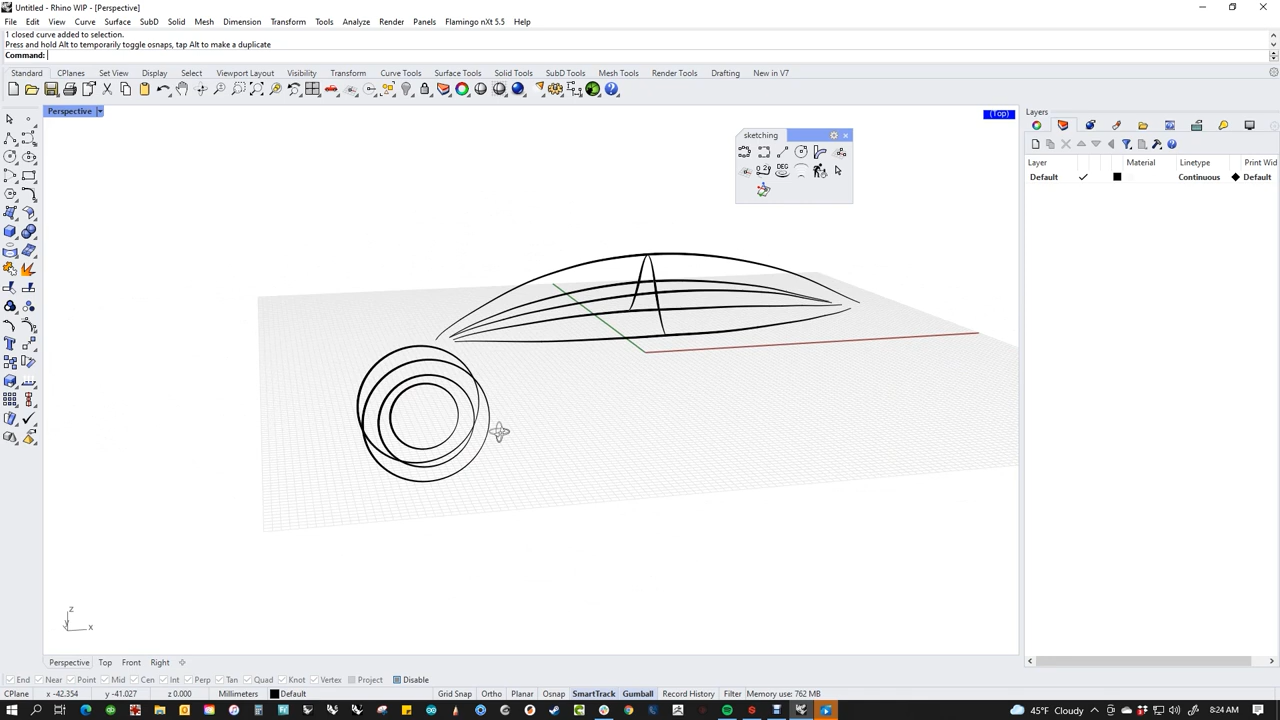 Untitled - Rhino WIP - [Perspective]
File Edit View Curve Surface SubD Solid Mesh Dimension Transform Tools Analyze Render Panels Flamingo nXt 5.5 Help
1 closed curve added to selection.
Press and hold Alt to temporarily toggle osnaps, tap Alt to make a duplicate
Command:
Standard CPlanes Set View Display Select Viewport Layout Visibility Transform Curve Tools Surface Tools Solid Tools SubD Tools Mesh Tools Render Tools Drafting New in V7
Perspective
(Top)
Layers
sketching
Layer Material Linetype Print Wid
Default Continuous Default
0.2
DEG
z
y x
Perspective Top Front Right
End Near Point Mid Cen Int Perp Tan Quad Knot Vertex Project Disable
CPlane x -42.354 y -41.027 z 0.000 Millimeters Default Grid Snap Ortho Planar Osnap SmartTrack Gumball Record History Filter Memory use: 762 MB
45°F Cloudy 8:24 AM